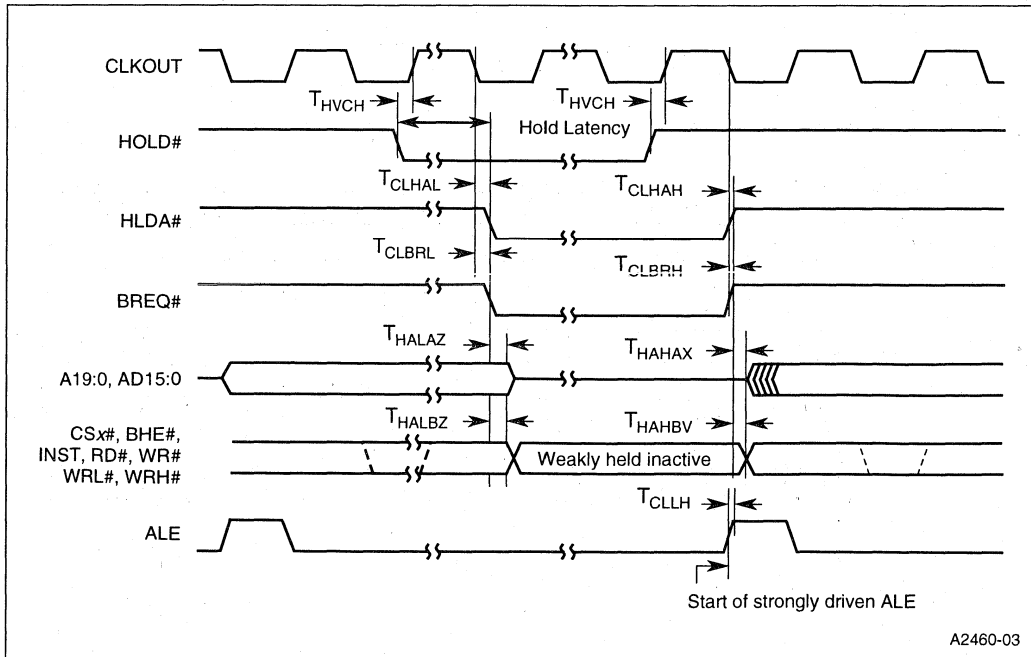 CLKOUT
T_HVCH
T_HVCH
Hold Latency
HOLD#
T_CLHAL
T_CLHAH
HLDA#
T_CLBRL
T_CLBRH
BREQ#
T_HALAZ
T_HAHAX
A19:0, AD15:0
T_HALBZ
T_HAHBV
CSx#, BHE#,
INST, RD#, WR#
WRL#, WRH#
Weakly held inactive
T_CLLH
ALE
Start of strongly driven ALE
A2460-03